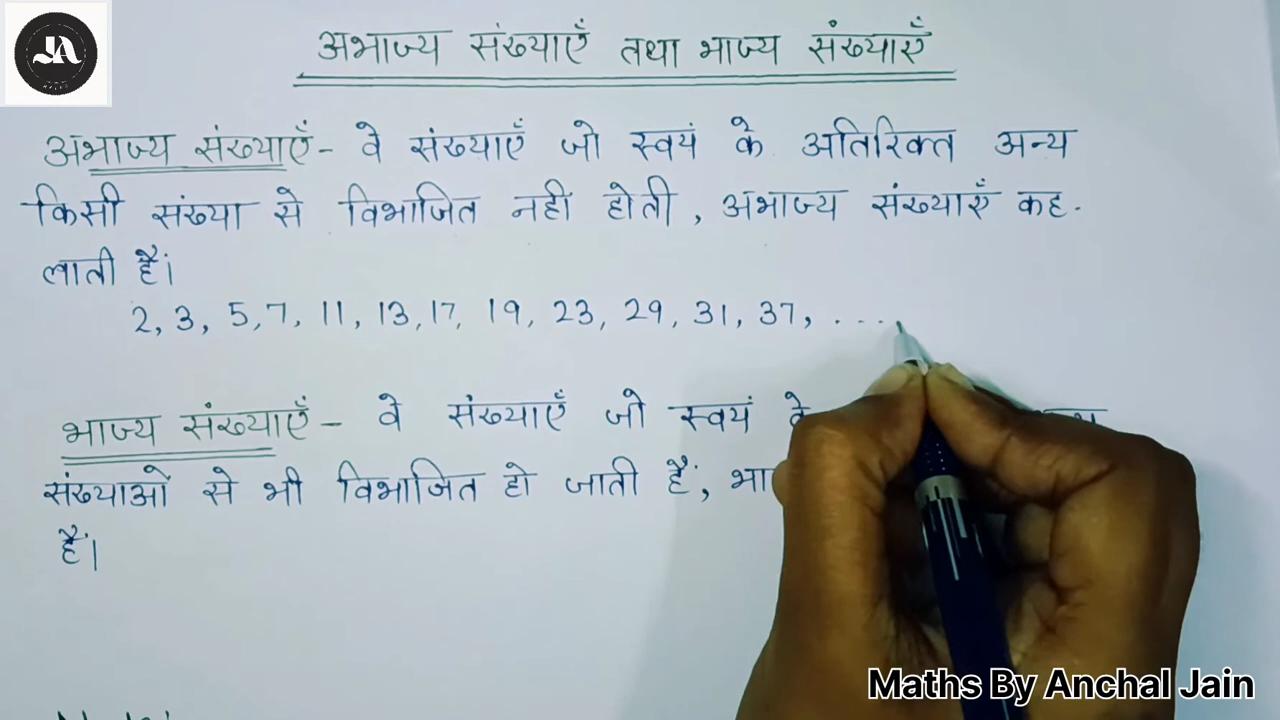 JA
अभाज्य संख्याएँ तथा भाज्य संख्याएँ
अभाज्य संख्याएँ - वे संख्याएँ जो स्वयं के अतिरिक्त अन्य
किसी संख्या से विभाजित नहीं होती, अभाज्य संख्याएँ कह-
लाती हैं।
2, 3, 5, 7, 11, 13, 17, 19, 23, 29, 31, 37, ....
भाज्य संख्याएँ - वे संख्याएँ जो स्वयं के
संख्याओं से भी विभाजित हो जाती हैं,
हैं।
Maths By Anchal Jain